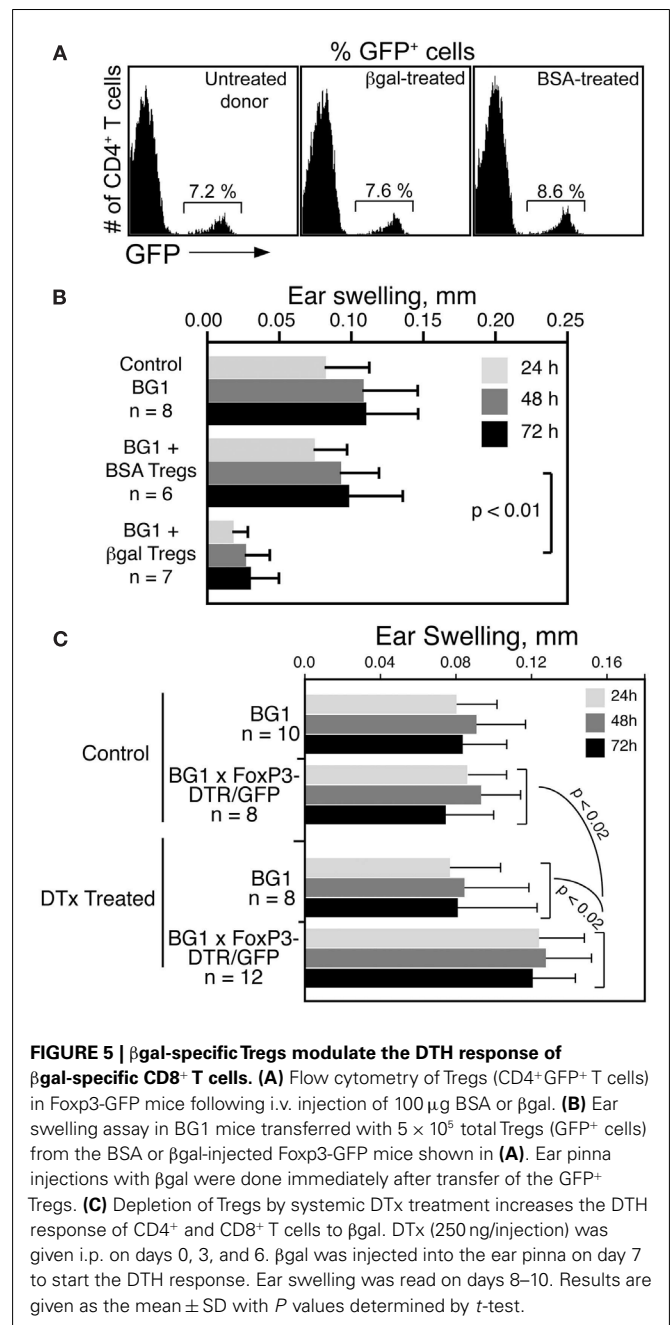 A
% GFP⁺ cells
# of CD4⁺ T cells
Untreated
donor
7.2 %
βgal-treated
7.6 %
BSA-treated
8.6 %
GFP
B
Ear swelling, mm
0.00 0.05 0.10 0.15 0.20 0.25
Control
BG1
n = 8
BG1 +
BSA Tregs
n = 6
BG1 +
βgal Tregs
n = 7
24 h
48 h
72 h
p < 0.01
C
Ear Swelling, mm
0.0 0.04 0.08 0.12 0.16
Control
BG1
n = 10
BG1 x FoxP3-
DTR/GFP
n = 8
DTx Treated
BG1
n = 8
BG1 x FoxP3-
DTR/GFP
n = 12
24h
48h
72h
p < 0.02
p < 0.02
FIGURE 5 | βgal-specific Tregs modulate the DTH response of
βgal-specific CD8⁺ T cells. (A) Flow cytometry of Tregs (CD4⁺GFP⁺ T cells)
in Foxp3-GFP mice following i.v. injection of 100 μg BSA or βgal. (B) Ear
swelling assay in BG1 mice transferred with 5 × 10⁵ total Tregs (GFP⁺ cells)
from the BSA or βgal-injected Foxp3-GFP mice shown in (A). Ear pinna
injections with βgal were done immediately after transfer of the GFP⁺
Tregs. (C) Depletion of Tregs by systemic DTx treatment increases the DTH
response of CD4⁺ and CD8⁺ T cells to βgal. DTx (250 ng/injection) was
given i.p. on days 0, 3, and 6. βgal was injected into the ear pinna on day 7
to start the DTH response. Ear swelling was read on days 8–10. Results are
given as the mean ± SD with P values determined by t-test.